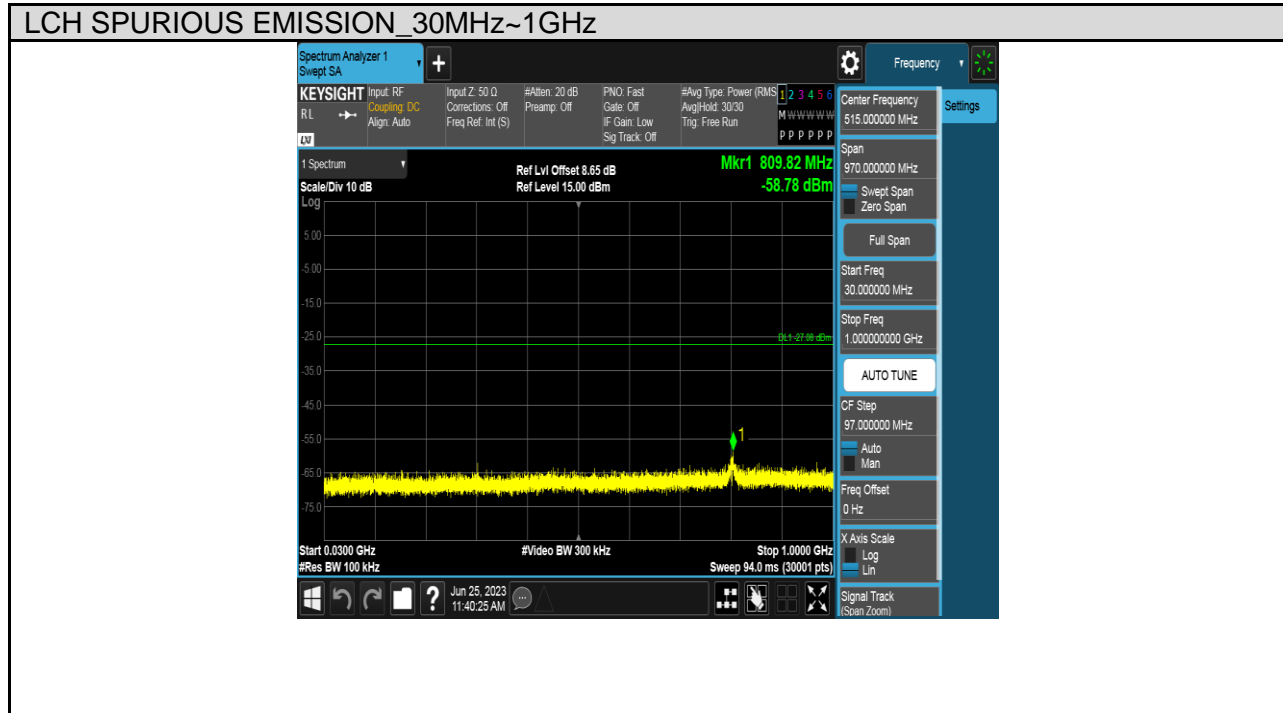 LCH SPURIOUS EMISSION_30MHz~1GHz
Spectrum Analyzer 1
Swept SA
+
Frequency
KEYSIGHT
RL
LXI
Input: RF
Coupling: DC
Align: Auto
Input Z: 50 Ω
Corrections: Off
Freq Ref: Int (S)
#Atten: 20 dB
Preamp: Off
PNO: Fast
Gate: Off
IF Gain: Low
Sig Track: Off
#Avg Type: Power (RMS
Avg|Hold: 30/30
Trig: Free Run
1 2 3 4 5 6
M W W W W W
P P P P P P
1 Spectrum
Scale/Div 10 dB
Log
Ref Lvl Offset 8.65 dB
Ref Level 15.00 dBm
Mkr1 809.82 MHz
-58.78 dBm
5.00
-5.00
-15.0
-25.0
DL1 -27.08 dBm
-35.0
-45.0
-55.0
1
-65.0
-75.0
Start 0.0300 GHz
#Video BW 300 kHz
Stop 1.0000 GHz
#Res BW 100 kHz
Sweep 94.0 ms (30001 pts)
?
Jun 25, 2023
11:40:25 AM
Center Frequency
515.000000 MHz
Settings
Span
970.000000 MHz
Swept Span
Zero Span
Full Span
Start Freq
30.000000 MHz
Stop Freq
1.000000000 GHz
AUTO TUNE
CF Step
97.000000 MHz
Auto
Man
Freq Offset
0 Hz
X Axis Scale
Log
Lin
Signal Track
(Span Zoom)